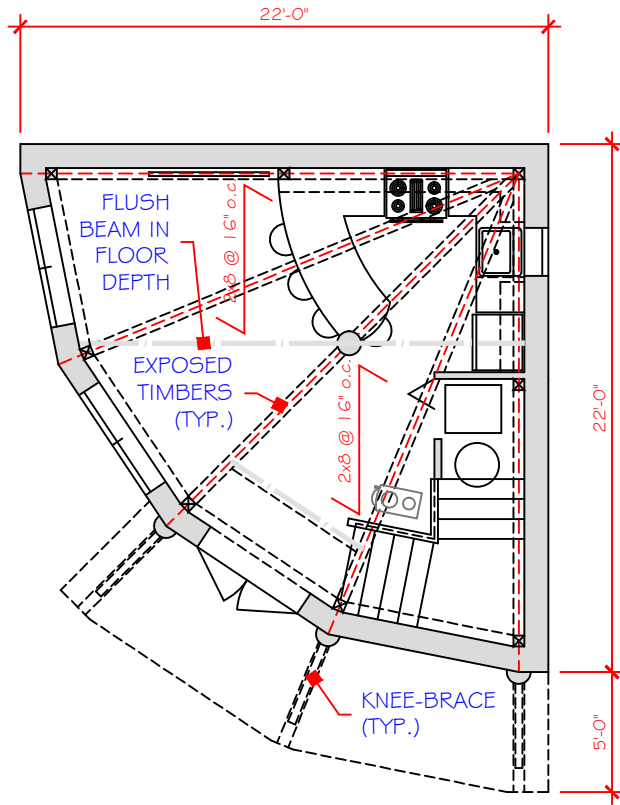 22'-0"
FLUSH
BEAM IN
FLOOR
DEPTH
2x8 @ 16" o.c.
EXPOSED
TIMBERS
(TYP.)
2x8 @ 16" o.c.
22'-0"
KNEE-BRACE
(TYP.)
5'-0"